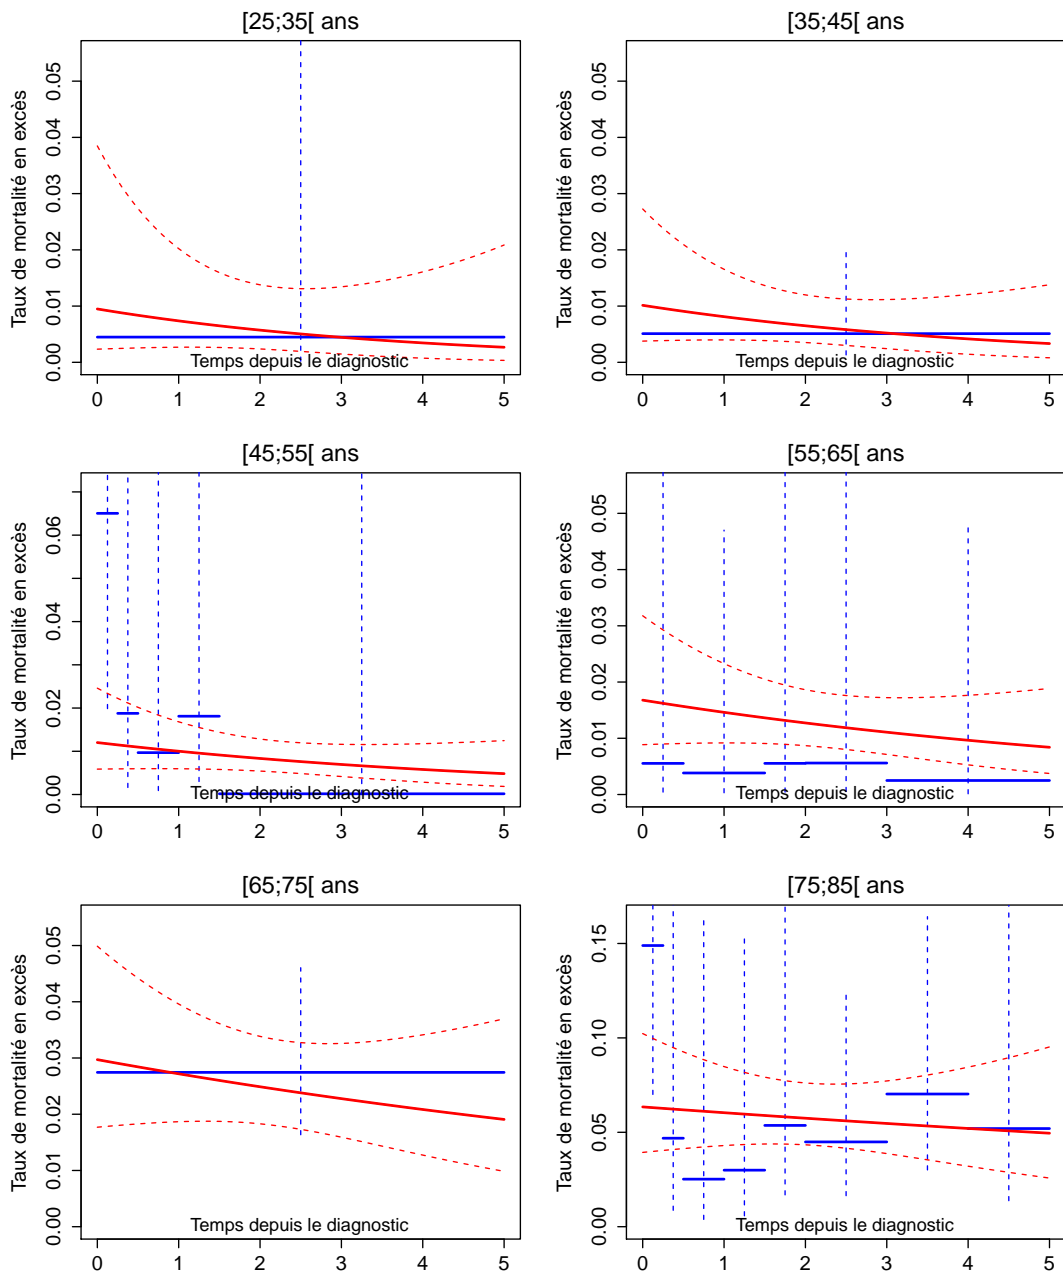 [25;35[ ans
Taux de mortalité en excès
0.00 0.01 0.02 0.03 0.04 0.05
Temps depuis le diagnostic
0 1 2 3 4 5
[35;45[ ans
Taux de mortalité en excès
0.00 0.01 0.02 0.03 0.04 0.05
Temps depuis le diagnostic
0 1 2 3 4 5
[45;55[ ans
Taux de mortalité en excès
0.00 0.02 0.04 0.06
Temps depuis le diagnostic
0 1 2 3 4 5
[55;65[ ans
Taux de mortalité en excès
0.00 0.01 0.02 0.03 0.04 0.05
Temps depuis le diagnostic
0 1 2 3 4 5
[65;75[ ans
Taux de mortalité en excès
0.00 0.01 0.02 0.03 0.04 0.05
Temps depuis le diagnostic
0 1 2 3 4 5
[75;85[ ans
Taux de mortalité en excès
0.00 0.05 0.10 0.15
Temps depuis le diagnostic
0 1 2 3 4 5